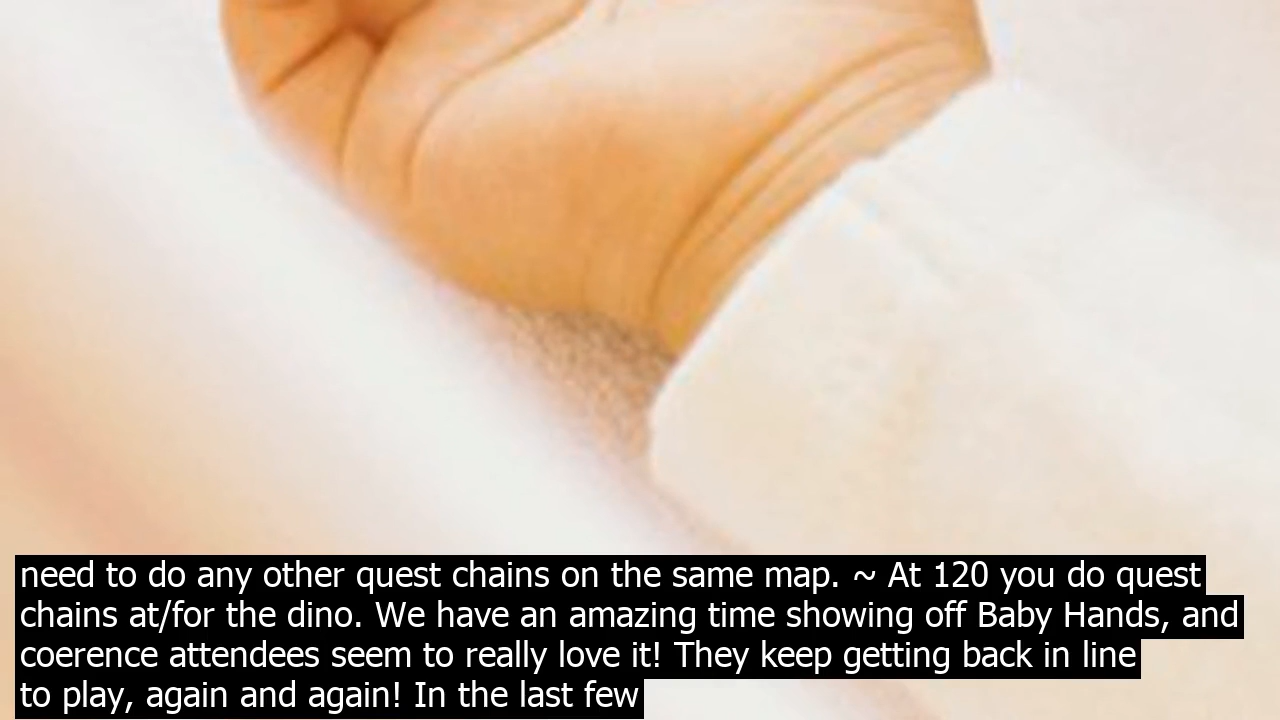 need to do any other quest chains on the same map. ~ At 120 you do quest
chains at/for the dino. We have an amazing time showing off Baby Hands, and
coerence attendees seem to really love it! They keep getting back in line
to play, again and again! In the last few